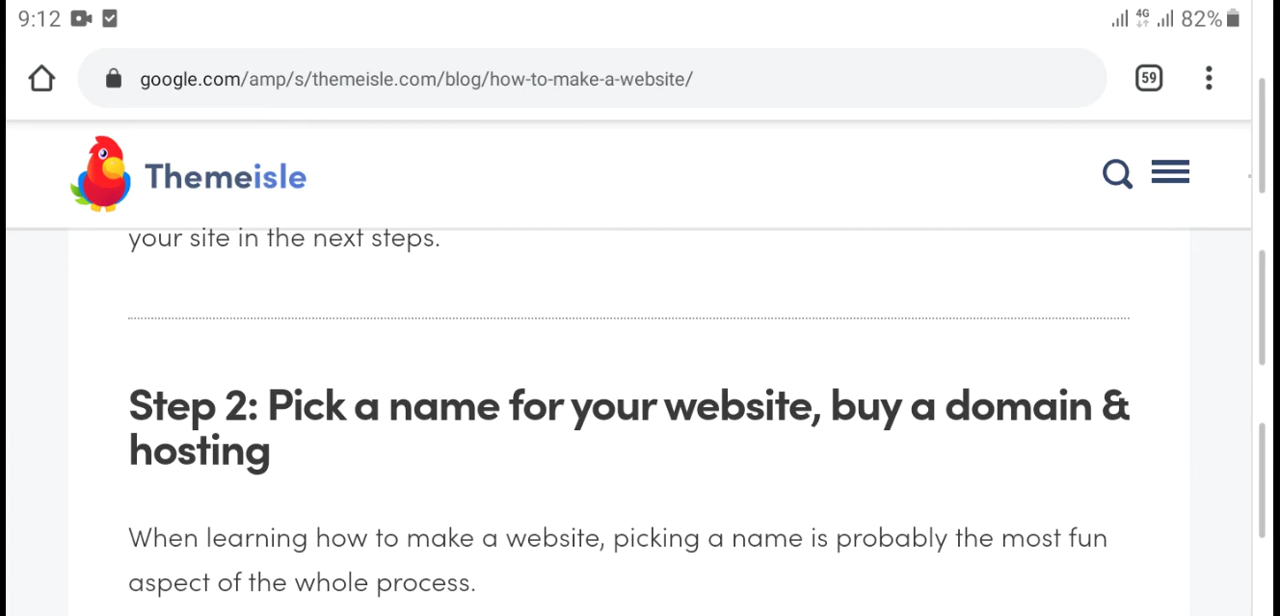 9:12 4G 82%
google.com/amp/s/themeisle.com/blog/how-to-make-a-website/ 59
Themeisle
your site in the next steps.
Step 2: Pick a name for your website, buy a domain &
hosting
When learning how to make a website, picking a name is probably the most fun
aspect of the whole process.